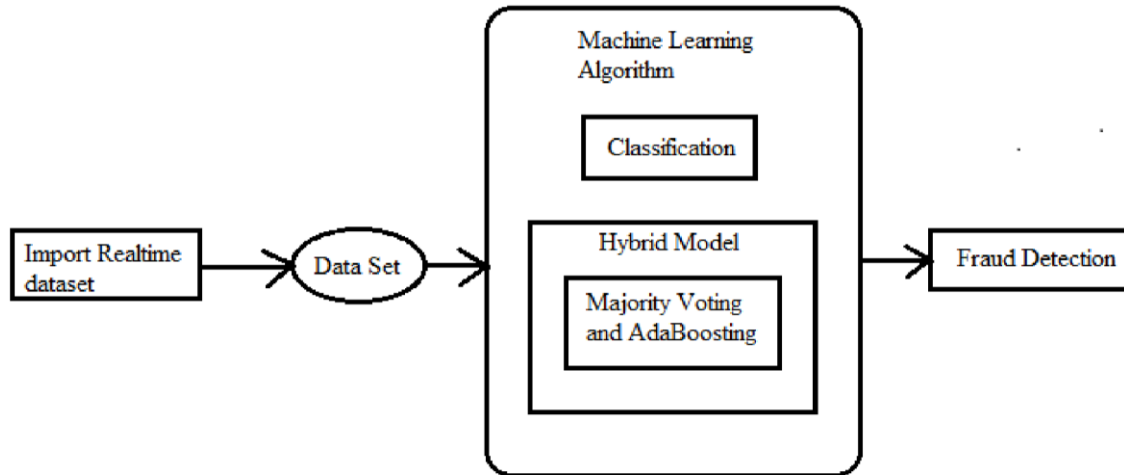 Import Realtime
dataset
Data Set
Machine Learning
Algorithm
Classification
Hybrid Model
Majority Voting
and AdaBoosting
Fraud Detection